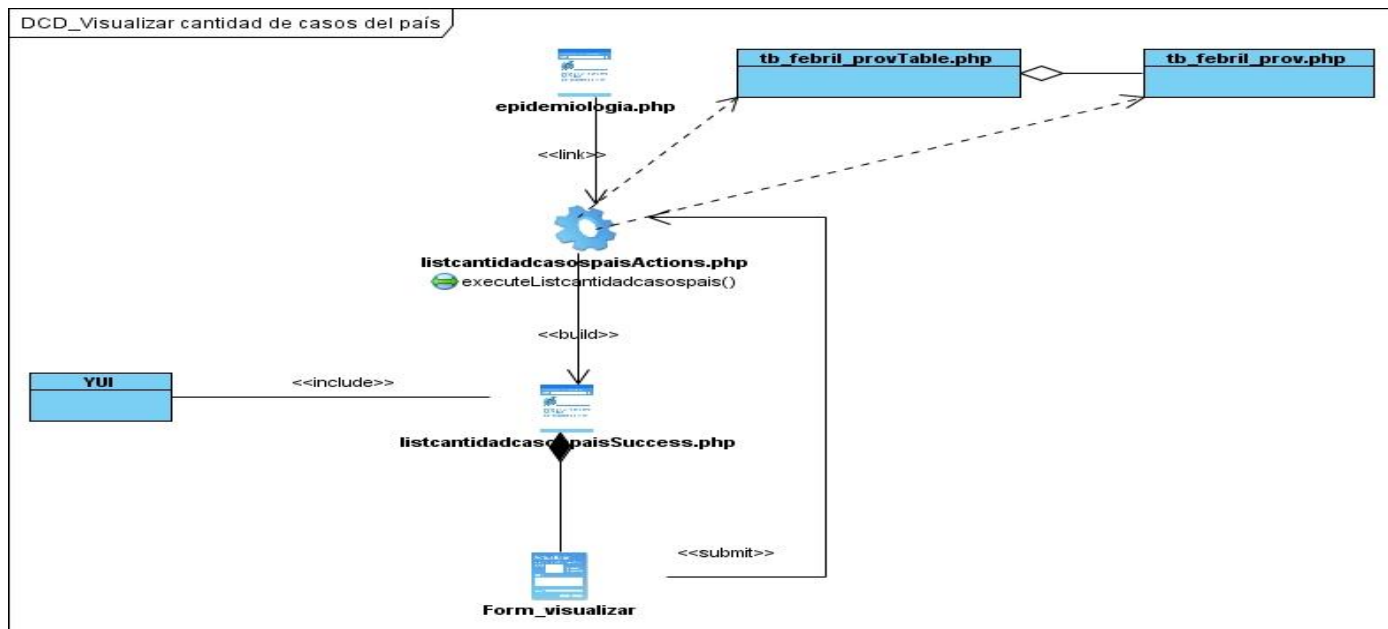 DCD_Visualizar cantidad de casos del país
tb_febril_provTable.php
tb_febril_prov.php
epidemiologia.php
<<link>>
listcantidadcasospaisActions.php
executeListcantidadcasospais()
<<build>>
YUI
<<include>>
listcantidadcasospaisSuccess.php
<<submit>>
Form_visualizar